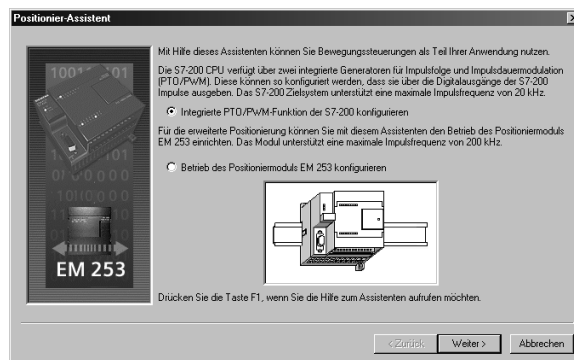 Positionier-Assistent
Mit Hilfe dieses Assistenten können Sie Bewegungssteuerungen als Teil Ihrer Anwendung nutzen.
Die S7-200 CPU verfügt über zwei integrierte Generatoren für Impulsfolge und Impulsdauermodulation
(PTO/PWM). Diese können so konfiguriert werden, dass sie über die Digitalausgänge der S7-200
Impulse ausgeben. Das S7-200 Zielsystem unterstützt eine maximale Impulsfrequenz von 20 kHz.
Integrierte PTO/PWM-Funktion der S7-200 konfigurieren
Für die erweiterte Positionierung können Sie mit diesem Assistenten den Betrieb des Positioniermoduls
EM 253 einrichten. Das Modul unterstützt eine maximale Impulsfrequenz von 200 kHz.
Betrieb des Positioniermoduls EM 253 konfigurieren
EM 253
Drücken Sie die Taste F1, wenn Sie die Hilfe zum Assistenten aufrufen möchten.
< Zurück
Weiter >
Abbrechen